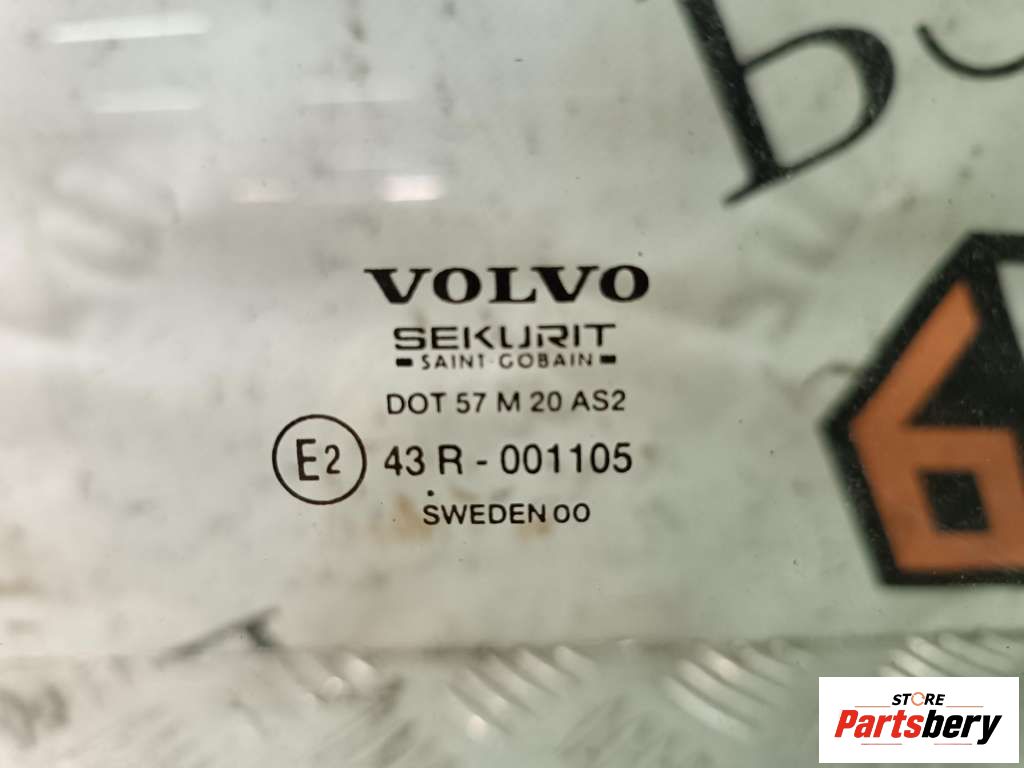 VOLVO
SEKURIT
SAINT-GOBAIN
DOT 57 M 20 AS2
E2 43 R - 001105
SWEDEN 00
STORE
Partsbery